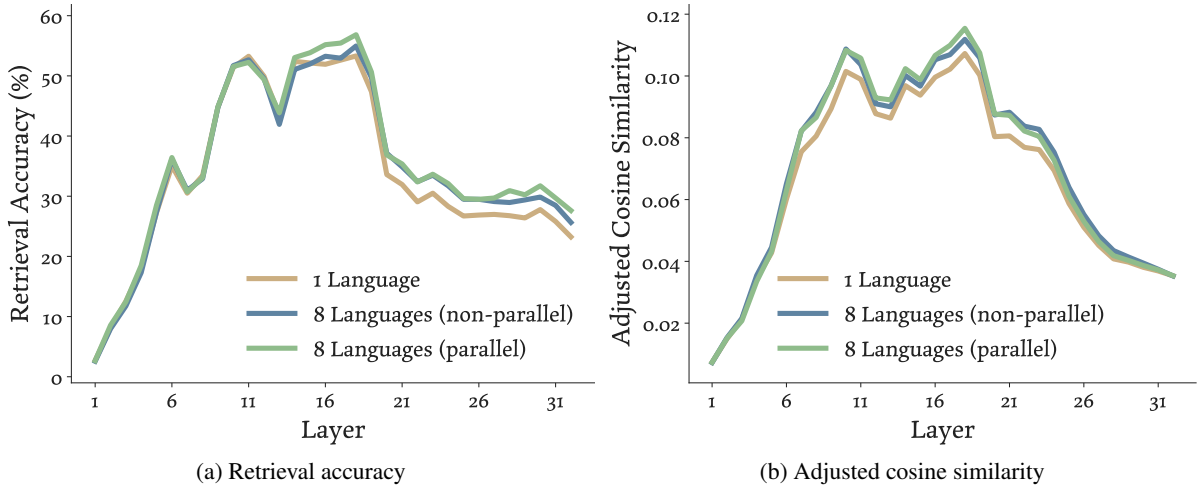 Retrieval Accuracy (%)
60
50
40
30
20
10
0
1 Language
8 Languages (non-parallel)
8 Languages (parallel)
1 6 11 16 21 26 31
Layer
(a) Retrieval accuracy
Adjusted Cosine Similarity
0.12
0.10
0.08
0.06
0.04
0.02
1 Language
8 Languages (non-parallel)
8 Languages (parallel)
1 6 11 16 21 26 31
Layer
(b) Adjusted cosine similarity